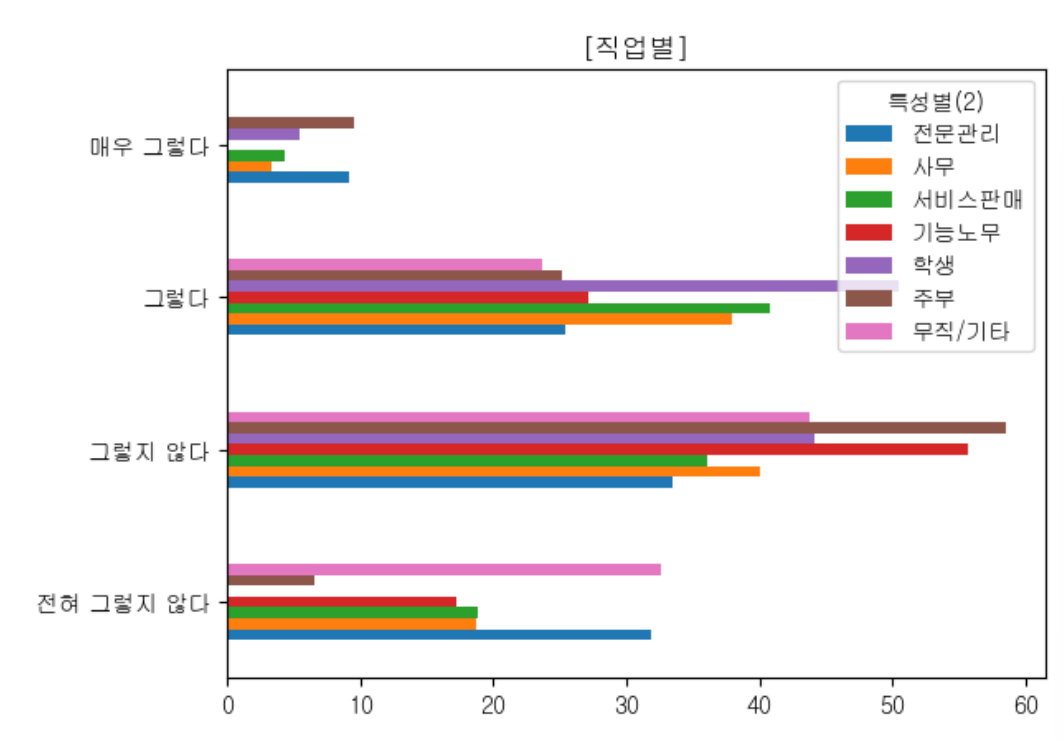 [직업별]
특성별(2)
전문관리
사무
서비스판매
기능노무
학생
주부
무직/기타
매우 그렇다
그렇다
그렇지 않다
전혀 그렇지 않다
0 10 20 30 40 50 60